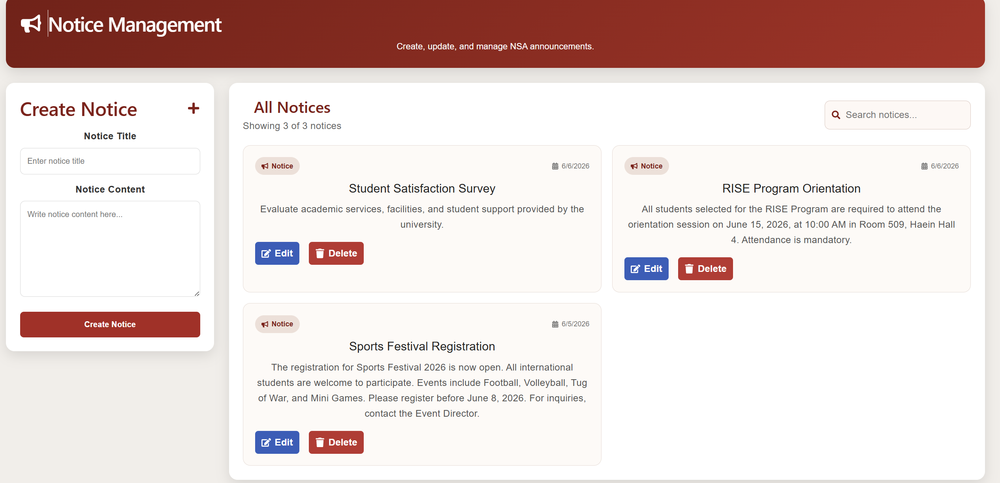 Notice Management
Create, update, and manage NSA announcements.
Create Notice
Notice Title
Enter notice title
Notice Content
Write notice content here...
Create Notice
All Notices
Showing 3 of 3 notices
Search notices...
Notice
6/6/2026
Student Satisfaction Survey
Evaluate academic services, facilities, and student support provided by the
university.
Edit
Delete
Notice
6/6/2026
RISE Program Orientation
All students selected for the RISE Program are required to attend the
orientation session on June 15, 2026, at 10:00 AM in Room 509, Haein Hall
4. Attendance is mandatory.
Edit
Delete
Notice
6/5/2026
Sports Festival Registration
The registration for Sports Festival 2026 is now open. All international
students are welcome to participate. Events include Football, Volleyball, Tug
of War, and Mini Games. Please register before June 8, 2026. For inquiries,
contact the Event Director.
Edit
Delete